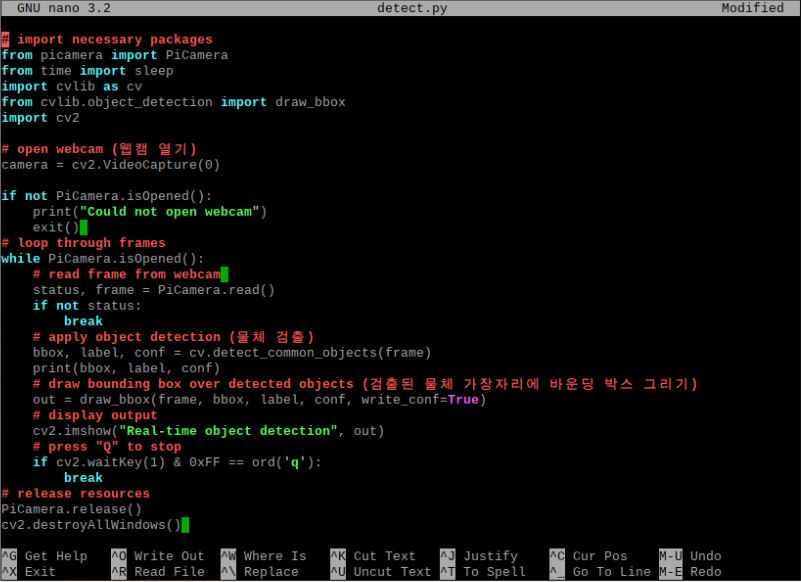 GNU nano 3.2 detect.py Modified
# import necessary packages
from picamera import PiCamera
from time import sleep
import cvlib as cv
from cvlib.object_detection import draw_bbox
import cv2
# open webcam (웹캠 열기)
camera = cv2.VideoCapture(0)
if not PiCamera.isOpened():
    print("Could not open webcam")
    exit()
# loop through frames
while PiCamera.isOpened():
    # read frame from webcam
    status, frame = PiCamera.read()
    if not status:
        break
    # apply object detection (물체 검출)
    bbox, label, conf = cv.detect_common_objects(frame)
    print(bbox, label, conf)
    # draw bounding box over detected objects (검출된 물체 가장자리에 바운딩 박스 그리기)
    out = draw_bbox(frame, bbox, label, conf, write_conf=True)
    # display output
    cv2.imshow("Real-time object detection", out)
    # press "Q" to stop
    if cv2.waitKey(1) & 0xFF == ord('q'):
        break
# release resources
PiCamera.release()
cv2.destroyAllWindows()
^G Get Help ^O Write Out ^W Where Is ^K Cut Text ^J Justify ^C Cur Pos M-U Undo
^X Exit ^R Read File ^\ Replace ^U Uncut Text ^T To Spell ^_ Go To Line M-E Redo